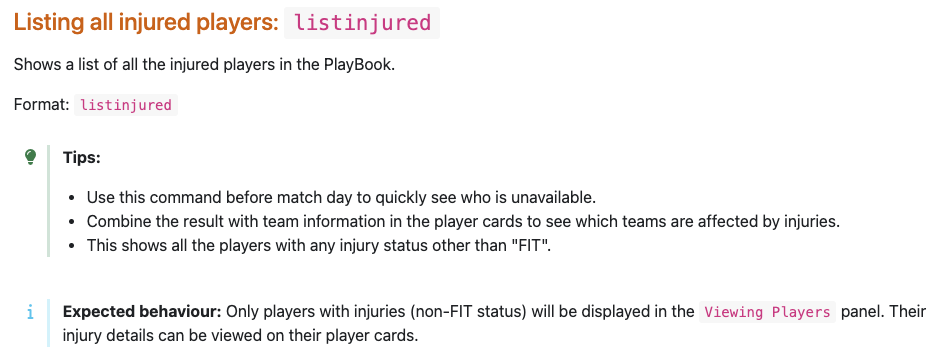 Listing all injured players: listinjured
Shows a list of all the injured players in the PlayBook.
Format: listinjured
Tips:
• Use this command before match day to quickly see who is unavailable.
• Combine the result with team information in the player cards to see which teams are affected by injuries.
• This shows all the players with any injury status other than "FIT".
Expected behaviour: Only players with injuries (non-FIT status) will be displayed in the Viewing Players panel. Their
injury details can be viewed on their player cards.